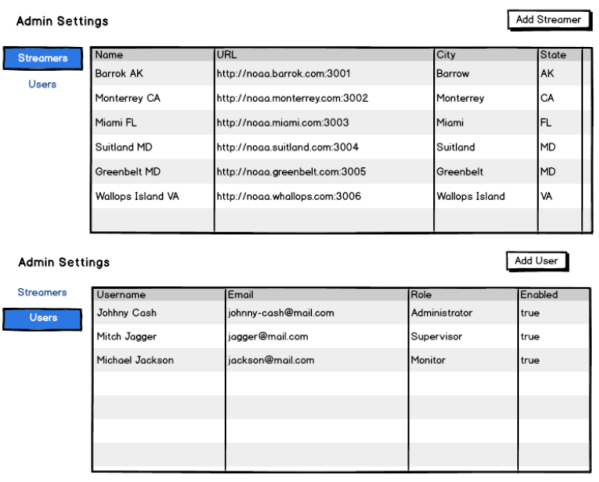 Admin Settings
Add Streamer
Streamers
Users
Name URL City State
Barrok AK http://noaa.barrok.com:3001 Barrow AK
Monterrey CA http://noaa.monterrey.com:3002 Monterrey CA
Miami FL http://noaa.miami.com:3003 Miami FL
Suitland MD http://noaa.suitland.com:3004 Suitland MD
Greenbelt MD http://noaa.greenbelt.com:3005 Greenbelt MD
Wallops Island VA http://noaa.whallops.com:3006 Wallops Island VA
Admin Settings
Add User
Streamers
Users
Username Email Role Enabled
Johhny Cash johnny-cash@mail.com Administrator true
Mitch Jagger jagger@mail.com Supervisor true
Michael Jackson jackson@mail.com Monitor true